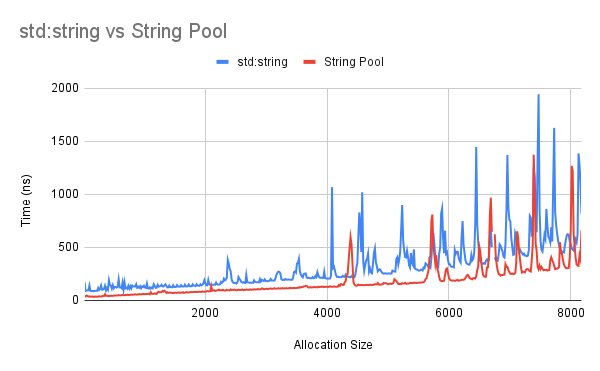 std:string vs String Pool
std:string
String Pool
2000
1500
1000
500
0
Time (ns)
2000
4000
6000
8000
Allocation Size